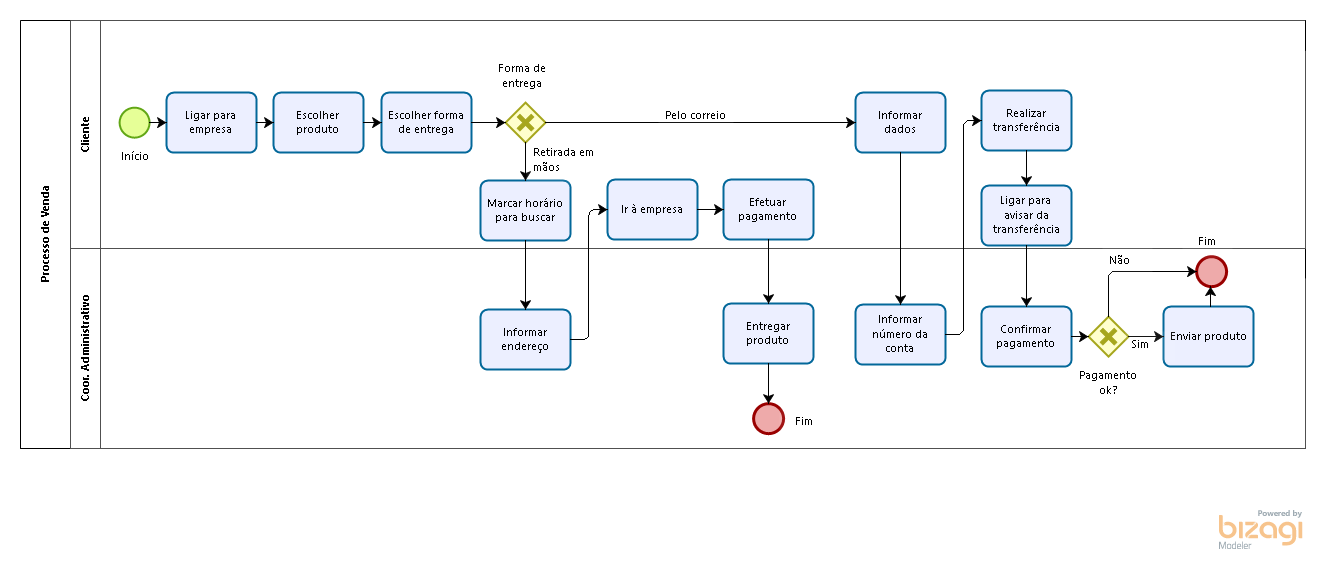 Processo de Venda
Cliente
Início
Ligar para
empresa
Escolher
produto
Escolher forma
de entrega
Forma de
entrega
Pelo correio
Retirada em
mãos
Marcar horário
para buscar
Ir à empresa
Efetuar
pagamento
Informar
dados
Realizar
transferência
Ligar para
avisar da
transferência
Coor. Administrativo
Informar
endereço
Entregar
produto
Fim
Informar
número da
conta
Confirmar
pagamento
Pagamento
ok?
Não
Sim
Enviar produto
Fim
Powered by
bizagi
Modeler